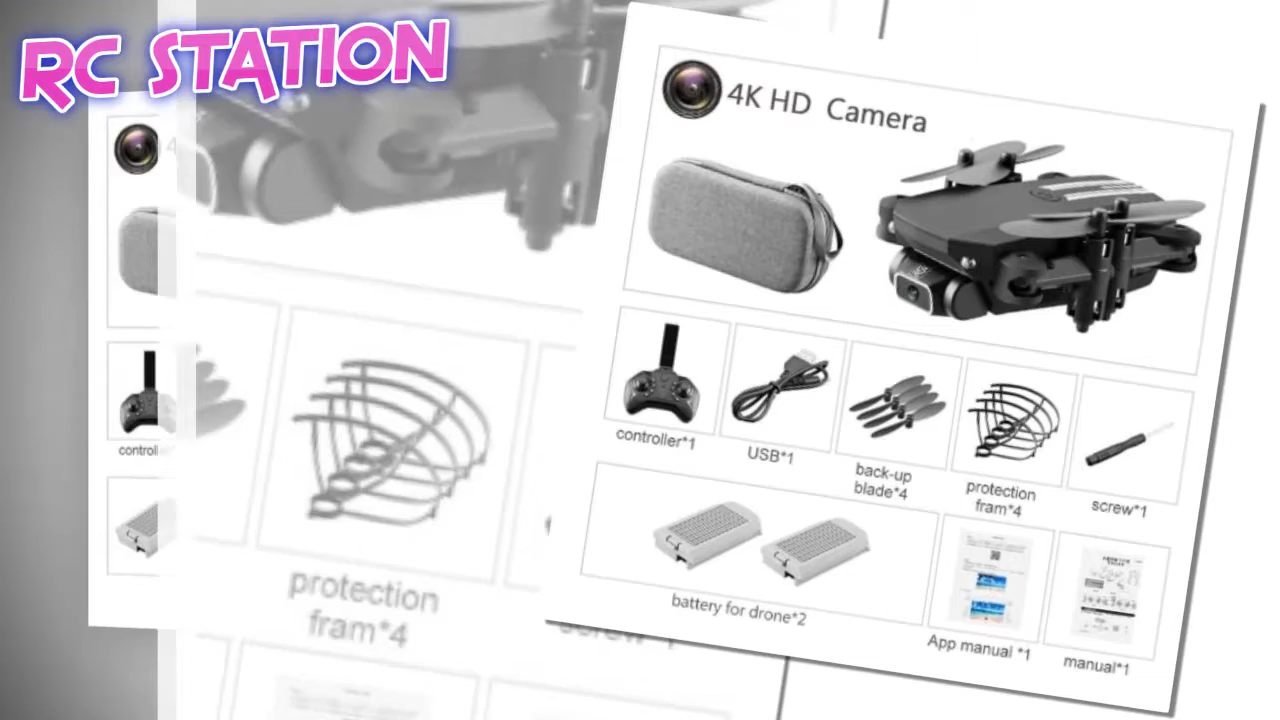 RC STATION
4K HD Camera
controller*1
USB*1
back-up
blade*4
protection
fram*4
screw*1
battery for drone*2
App manual *1
manual*1
4
controlle
protection
fram*4